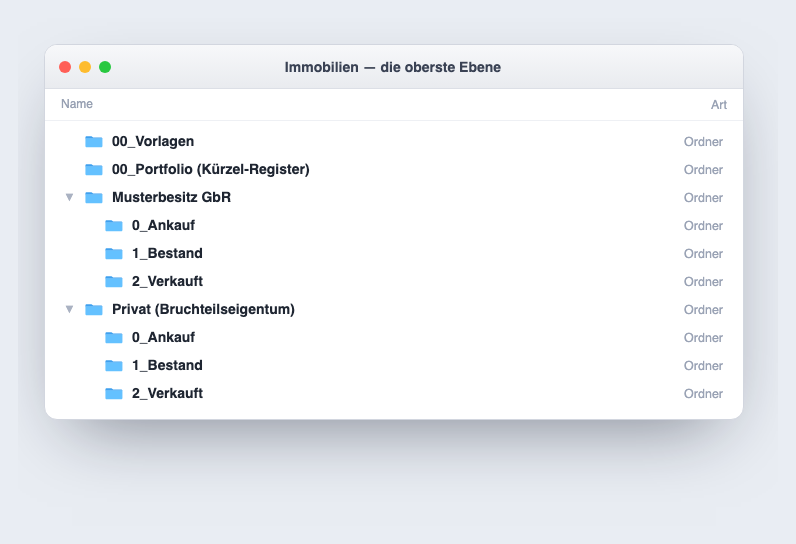 Immobilien — die oberste Ebene
Name Art
00_Vorlagen Ordner
00_Portfolio (Kürzel-Register) Ordner
Musterbesitz GbR Ordner
0_Ankauf Ordner
1_Bestand Ordner
2_Verkauft Ordner
Privat (Bruchteilseigentum) Ordner
0_Ankauf Ordner
1_Bestand Ordner
2_Verkauft Ordner